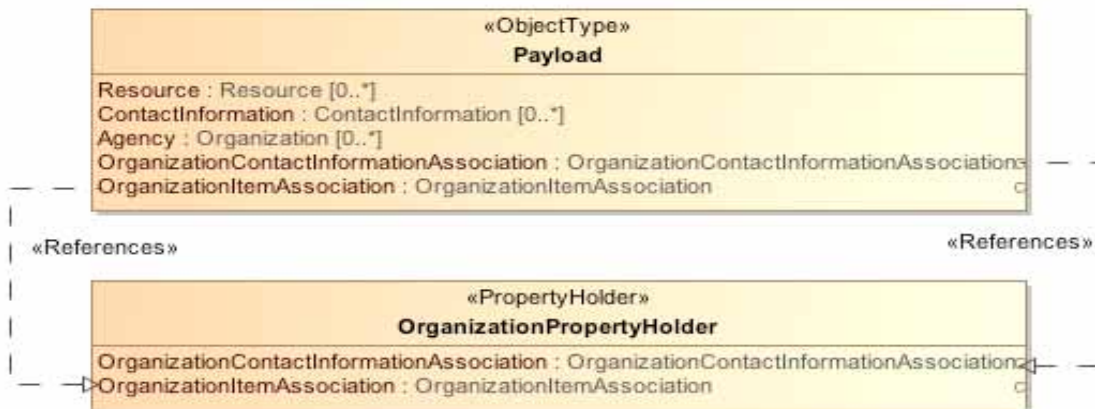 «ObjectType»
Payload
Resource : Resource [0..*]
ContactInformation : ContactInformation [0..*]
Agency : Organization [0..*]
OrganizationContactInformationAssociation : OrganizationContactInformationAssociation
OrganizationItemAssociation : OrganizationItemAssociation
«References»
«References»
«PropertyHolder»
OrganizationPropertyHolder
OrganizationContactInformationAssociation : OrganizationContactInformationAssociation
OrganizationItemAssociation : OrganizationItemAssociation